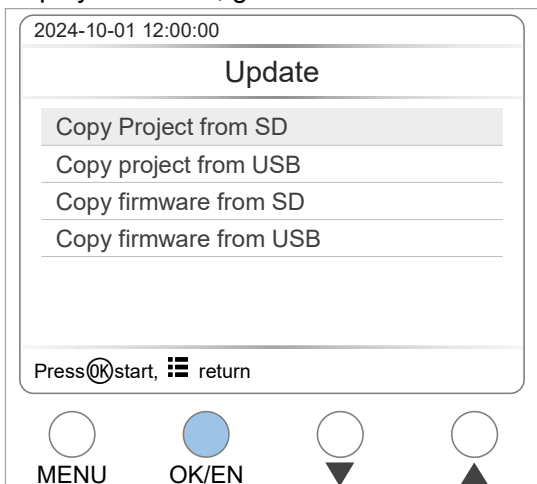 2024-10-01 12:00:00
Update
Copy Project from SD
Copy project from USB
Copy firmware from SD
Copy firmware from USB
Press OK start, return
MENU OK/EN